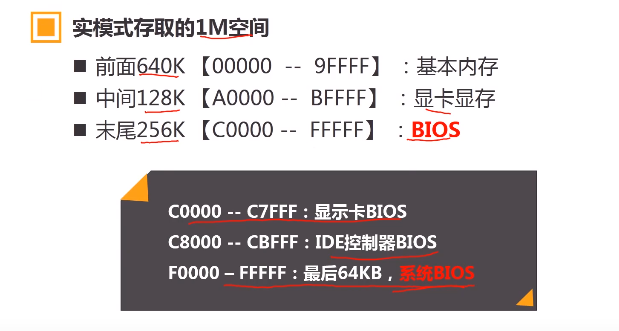 实模式存取的1M空间
前面640K 【00000 -- 9FFFF】 ：基本内存
中间128K 【A0000 -- BFFFF】 ：显卡显存
末尾256K 【C0000 -- FFFFF】 ：BIOS
C0000 -- C7FFF：显示卡BIOS
C8000 -- CBFFF：IDE控制器BIOS
F0000 – FFFFF：最后64KB，系统BIOS